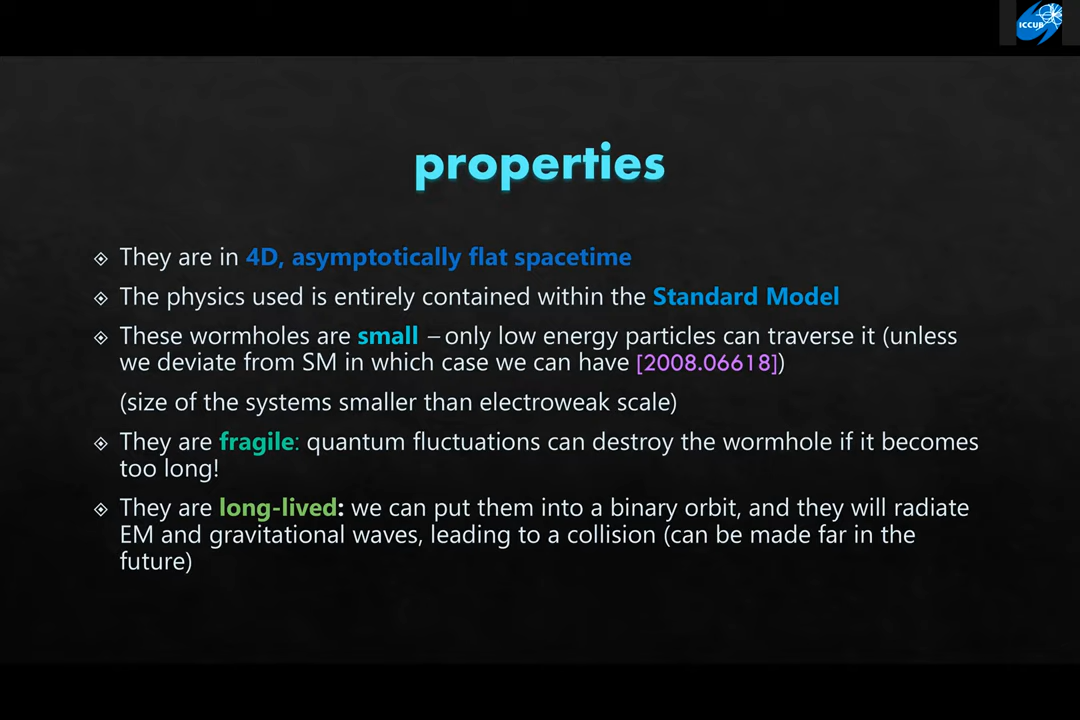 ICCUB
properties
They are in 4D, asymptotically flat spacetime
The physics used is entirely contained within the Standard Model
These wormholes are small – only low energy particles can traverse it (unless
we deviate from SM in which case we can have [2008.06618])
(size of the systems smaller than electroweak scale)
They are fragile: quantum fluctuations can destroy the wormhole if it becomes
too long!
They are long-lived: we can put them into a binary orbit, and they will radiate
EM and gravitational waves, leading to a collision (can be made far in the
future)